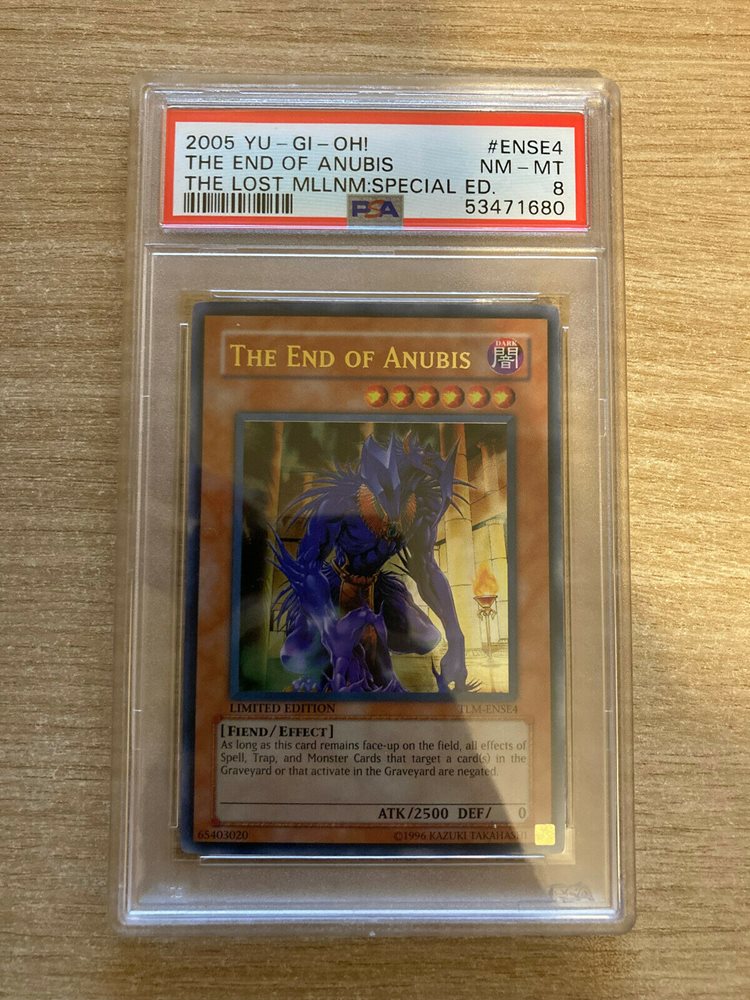 2005 YU-GI-OH! #ENSE4
THE END OF ANUBIS NM-MT
THE LOST MLLNM:SPECIAL ED. 8
PSA 53471680
THE END OF ANUBIS
DARK
闇
LIMITED EDITION TLM-ENSE4
[FIEND/EFFECT]
As long as this card remains face-up on the field, all effects of
Spell, Trap, and Monster Cards that target a card(s) in the
Graveyard or that activate in the Graveyard are negated.
ATK/2500 DEF/ 0
65403020 ©1996 KAZUKI TAKAHASHI
PSA